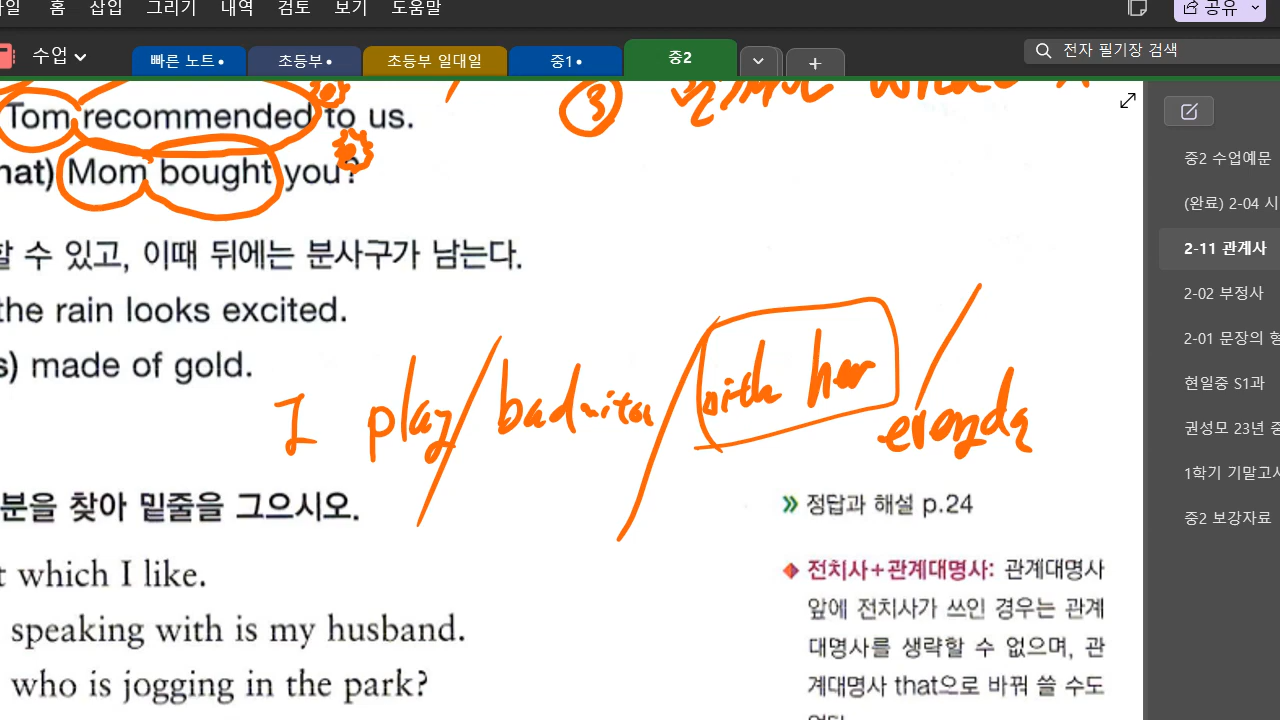 파일 홈 삽입 그리기 내역 검토 보기 도움말 공유
수업 빠른 노트 초등부 초등부 일대일 중1 중2 + 전자 필기장 검색
Tom recommended to us.
③
hat) Mom bought you?
할 수 있고, 이때 뒤에는 분사구가 남는다.
the rain looks excited.
s) made of gold.
I play / badminton / with her / everyda
분을 찾아 밑줄을 그으시오.
정답과 해설 p.24
t which I like.
speaking with is my husband.
who is jogging in the park?
전치사+관계대명사: 관계대명사
앞에 전치사가 쓰인 경우는 관계
대명사를 생략할 수 없으며, 관
계대명사 that으로 바꿔 쓸 수도
중2 수업예문
(완료) 2-04 시
2-11 관계사
2-02 부정사
2-01 문장의 형
현일중 S1과
권성모 23년 중
1학기 기말고사
중2 보강자료